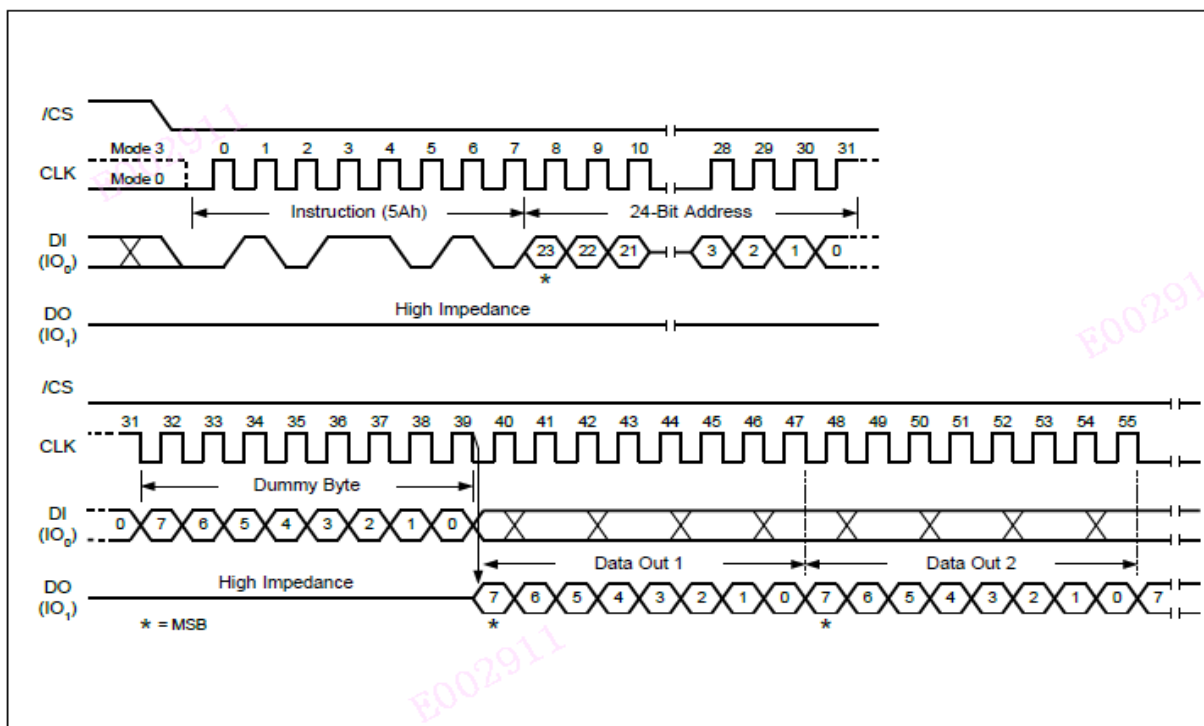 /CS
Mode 3 0 1 2 3 4 5 6 7 8 9 10 28 29 30 31
CLK
Mode 0
Instruction (5Ah) 24-Bit Address
DI
(IO0) 23 22 21 3 2 1 0
*
DO High Impedance
(IO1)
/CS
31 32 33 34 35 36 37 38 39 40 41 42 43 44 45 46 47 48 49 50 51 52 53 54 55
CLK
Dummy Byte
DI
(IO0) 0 7 6 5 4 3 2 1 0
Data Out 1 Data Out 2
DO High Impedance
(IO1) 7 6 5 4 3 2 1 0 7 6 5 4 3 2 1 0 7
* = MSB * *
E002911
E002911
E002911